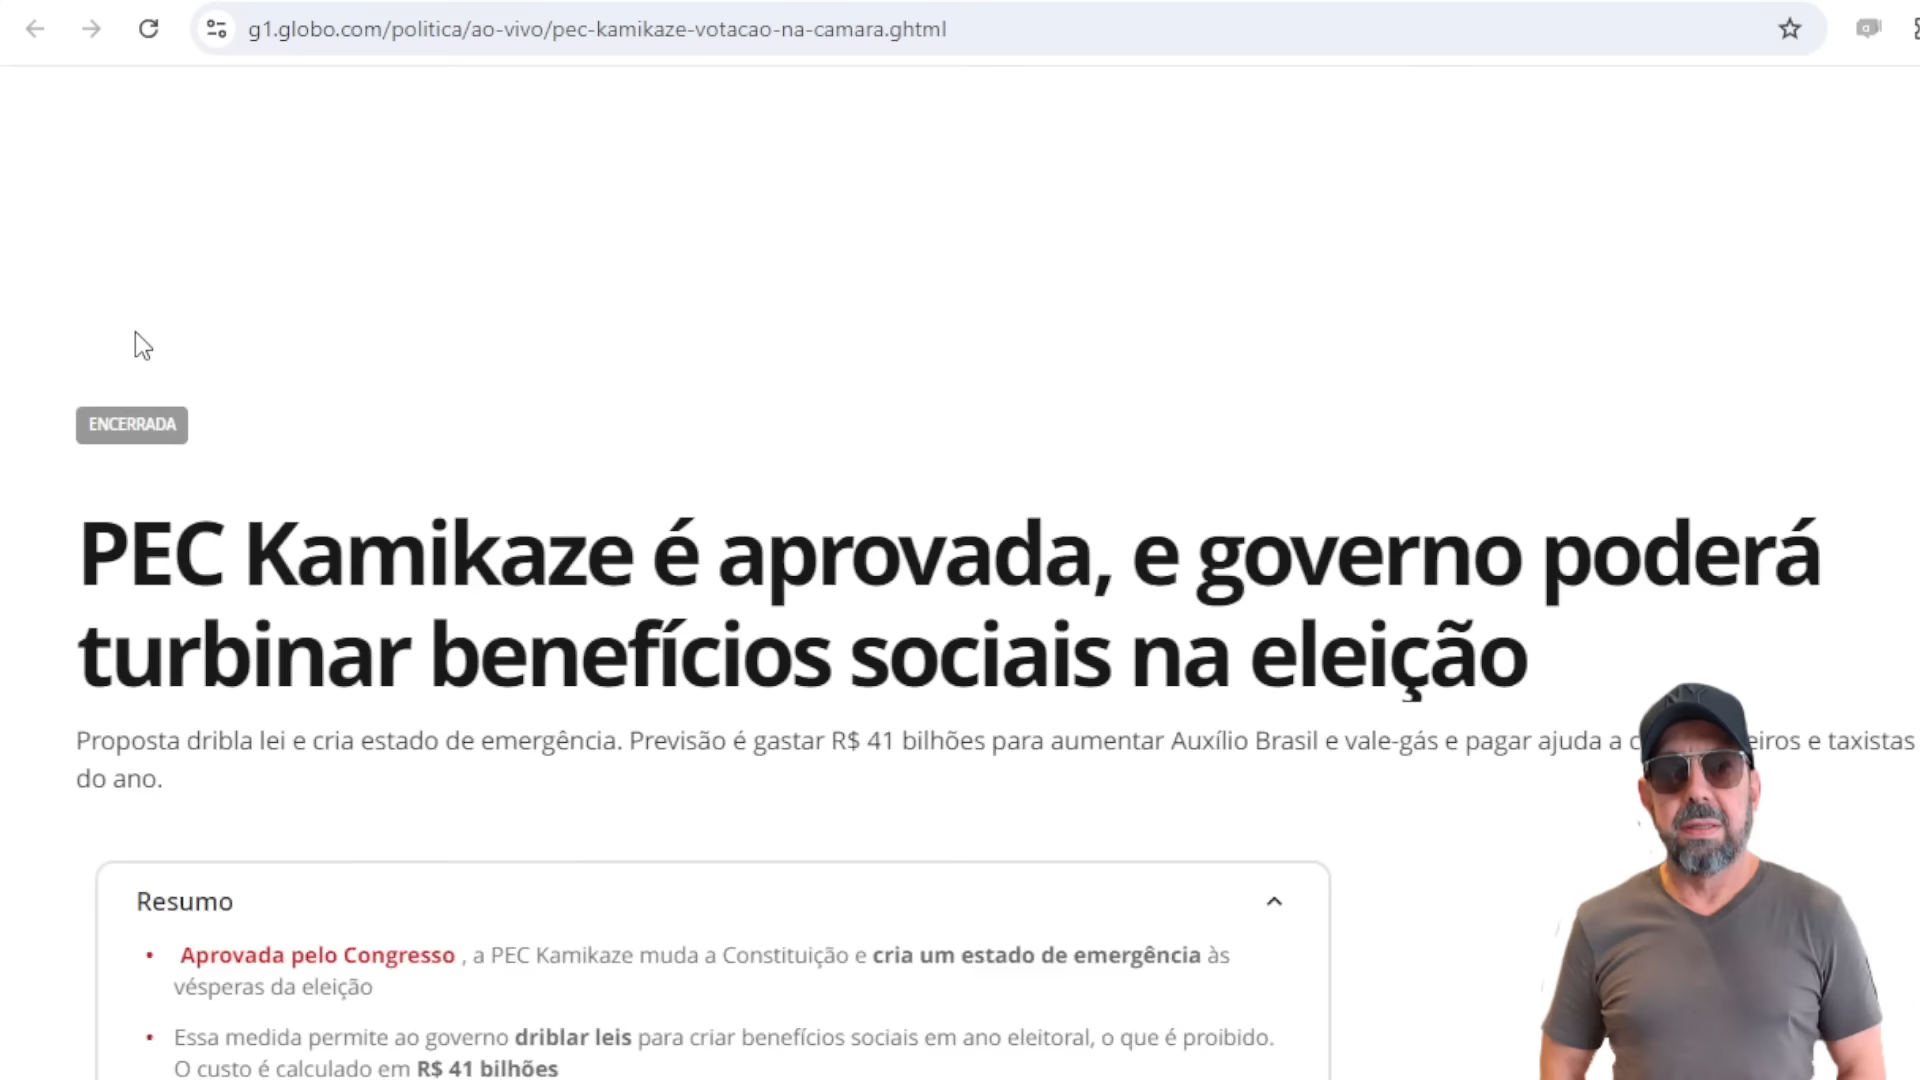 g1.globo.com/politica/ao-vivo/pec-kamikaze-votacao-na-camara.ghtml
ENCERRADA
PEC Kamikaze é aprovada, e governo poderá
turbinar benefícios sociais na eleição
Proposta dribla lei e cria estado de emergência. Previsão é gastar R$ 41 bilhões para aumentar Auxílio Brasil e vale-gás e pagar ajuda a e taxistas
do ano.
Resumo
• Aprovada pelo Congresso , a PEC Kamikaze muda a Constituição e cria um estado de emergência às
vésperas da eleição
• Essa medida permite ao governo driblar leis para criar benefícios sociais em ano eleitoral, o que é proibido.
O custo é calculado em R$ 41 bilhões